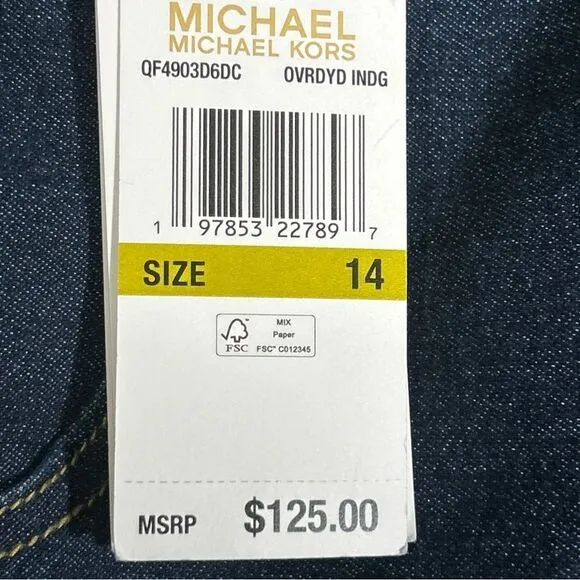 MICHAEL
MICHAEL KORS
QF4903D6DC OVRDYD INDG
1 97853 22789 7
SIZE 14
FSC MIX
Paper
FSC® C012345
MSRP $125.00